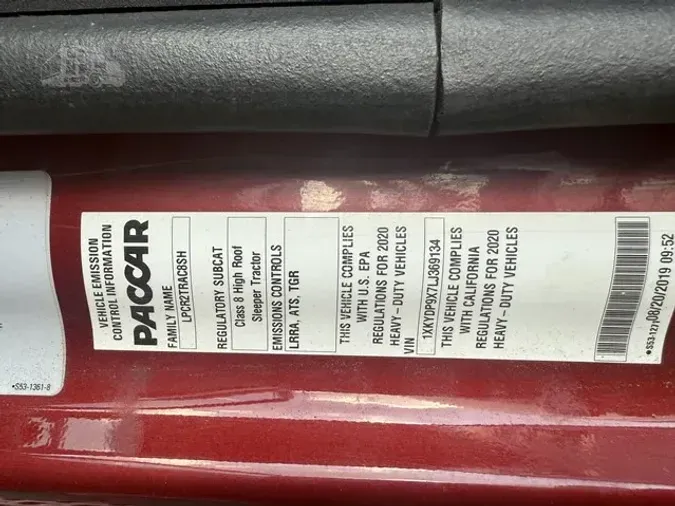 VEHICLE EMISSION
CONTROL INFORMATION
PACCAR
FAMILY NAME
LPCR2TRAC8SH
REGULATORY SUBCAT
Class 8 High Roof
Sleeper Tractor
EMISSIONS CONTROLS
LRRA, ATS, TGR
THIS VEHICLE COMPLIES
WITH U.S. EPA
REGULATIONS FOR 2020
HEAVY - DUTY VEHICLES
VIN
1XKYDP9X7LJ369134
THIS VEHICLE COMPLIES
WITH CALIFORNIA
REGULATIONS FOR 2020
HEAVY - DUTY VEHICLES
08/20/2019 09:52
•S53-1361-8